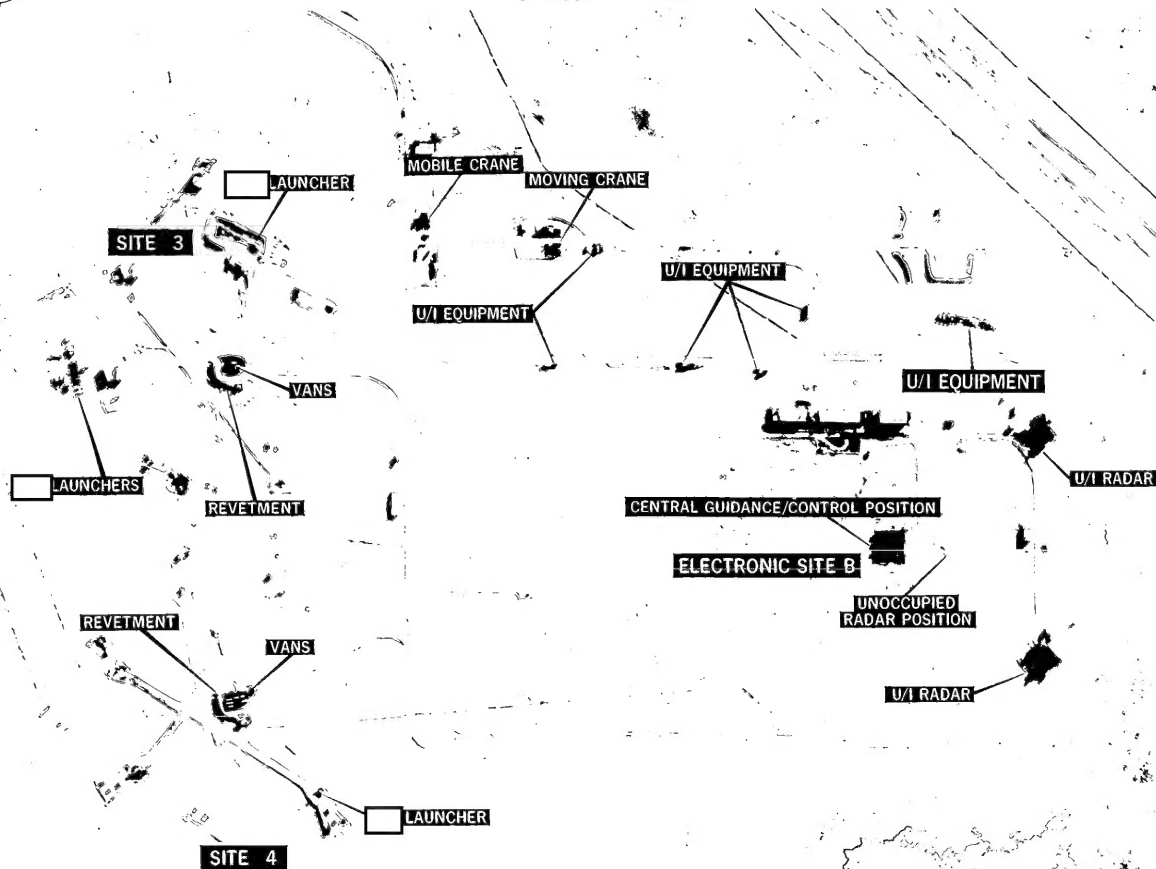 MOBILE CRANE
MOVING CRANE
LAUNCHER
SITE 3
U/I EQUIPMENT
U/I EQUIPMENT
U/I EQUIPMENT
VANS
LAUNCHERS
REVETMENT
U/I RADAR
CENTRAL GUIDANCE/CONTROL POSITION
ELECTRONIC SITE B
UNOCCUPIED
RADAR POSITION
REVETMENT
VANS
U/I RADAR
LAUNCHER
SITE 4